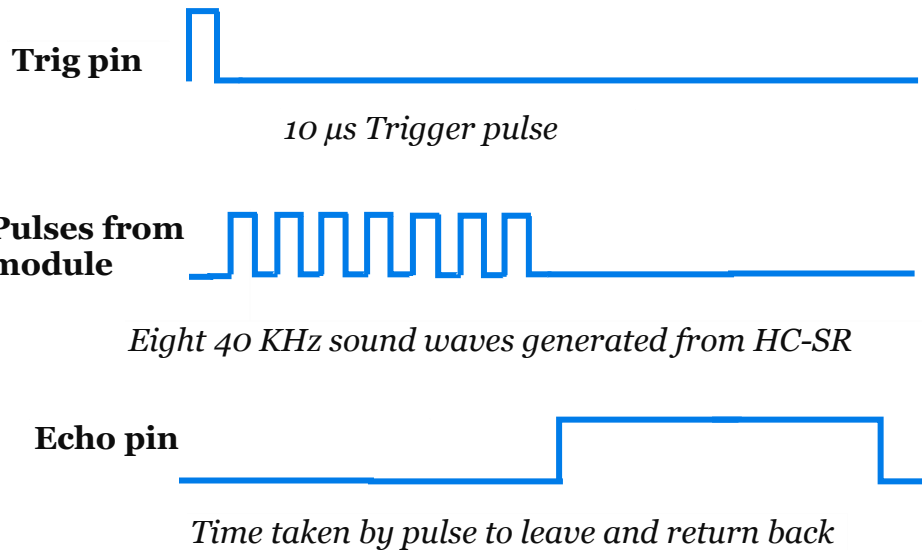 Trig pin
10 μs Trigger pulse
Pulses from
module
Eight 40 KHz sound waves generated from HC-SR
Echo pin
Time taken by pulse to leave and return back